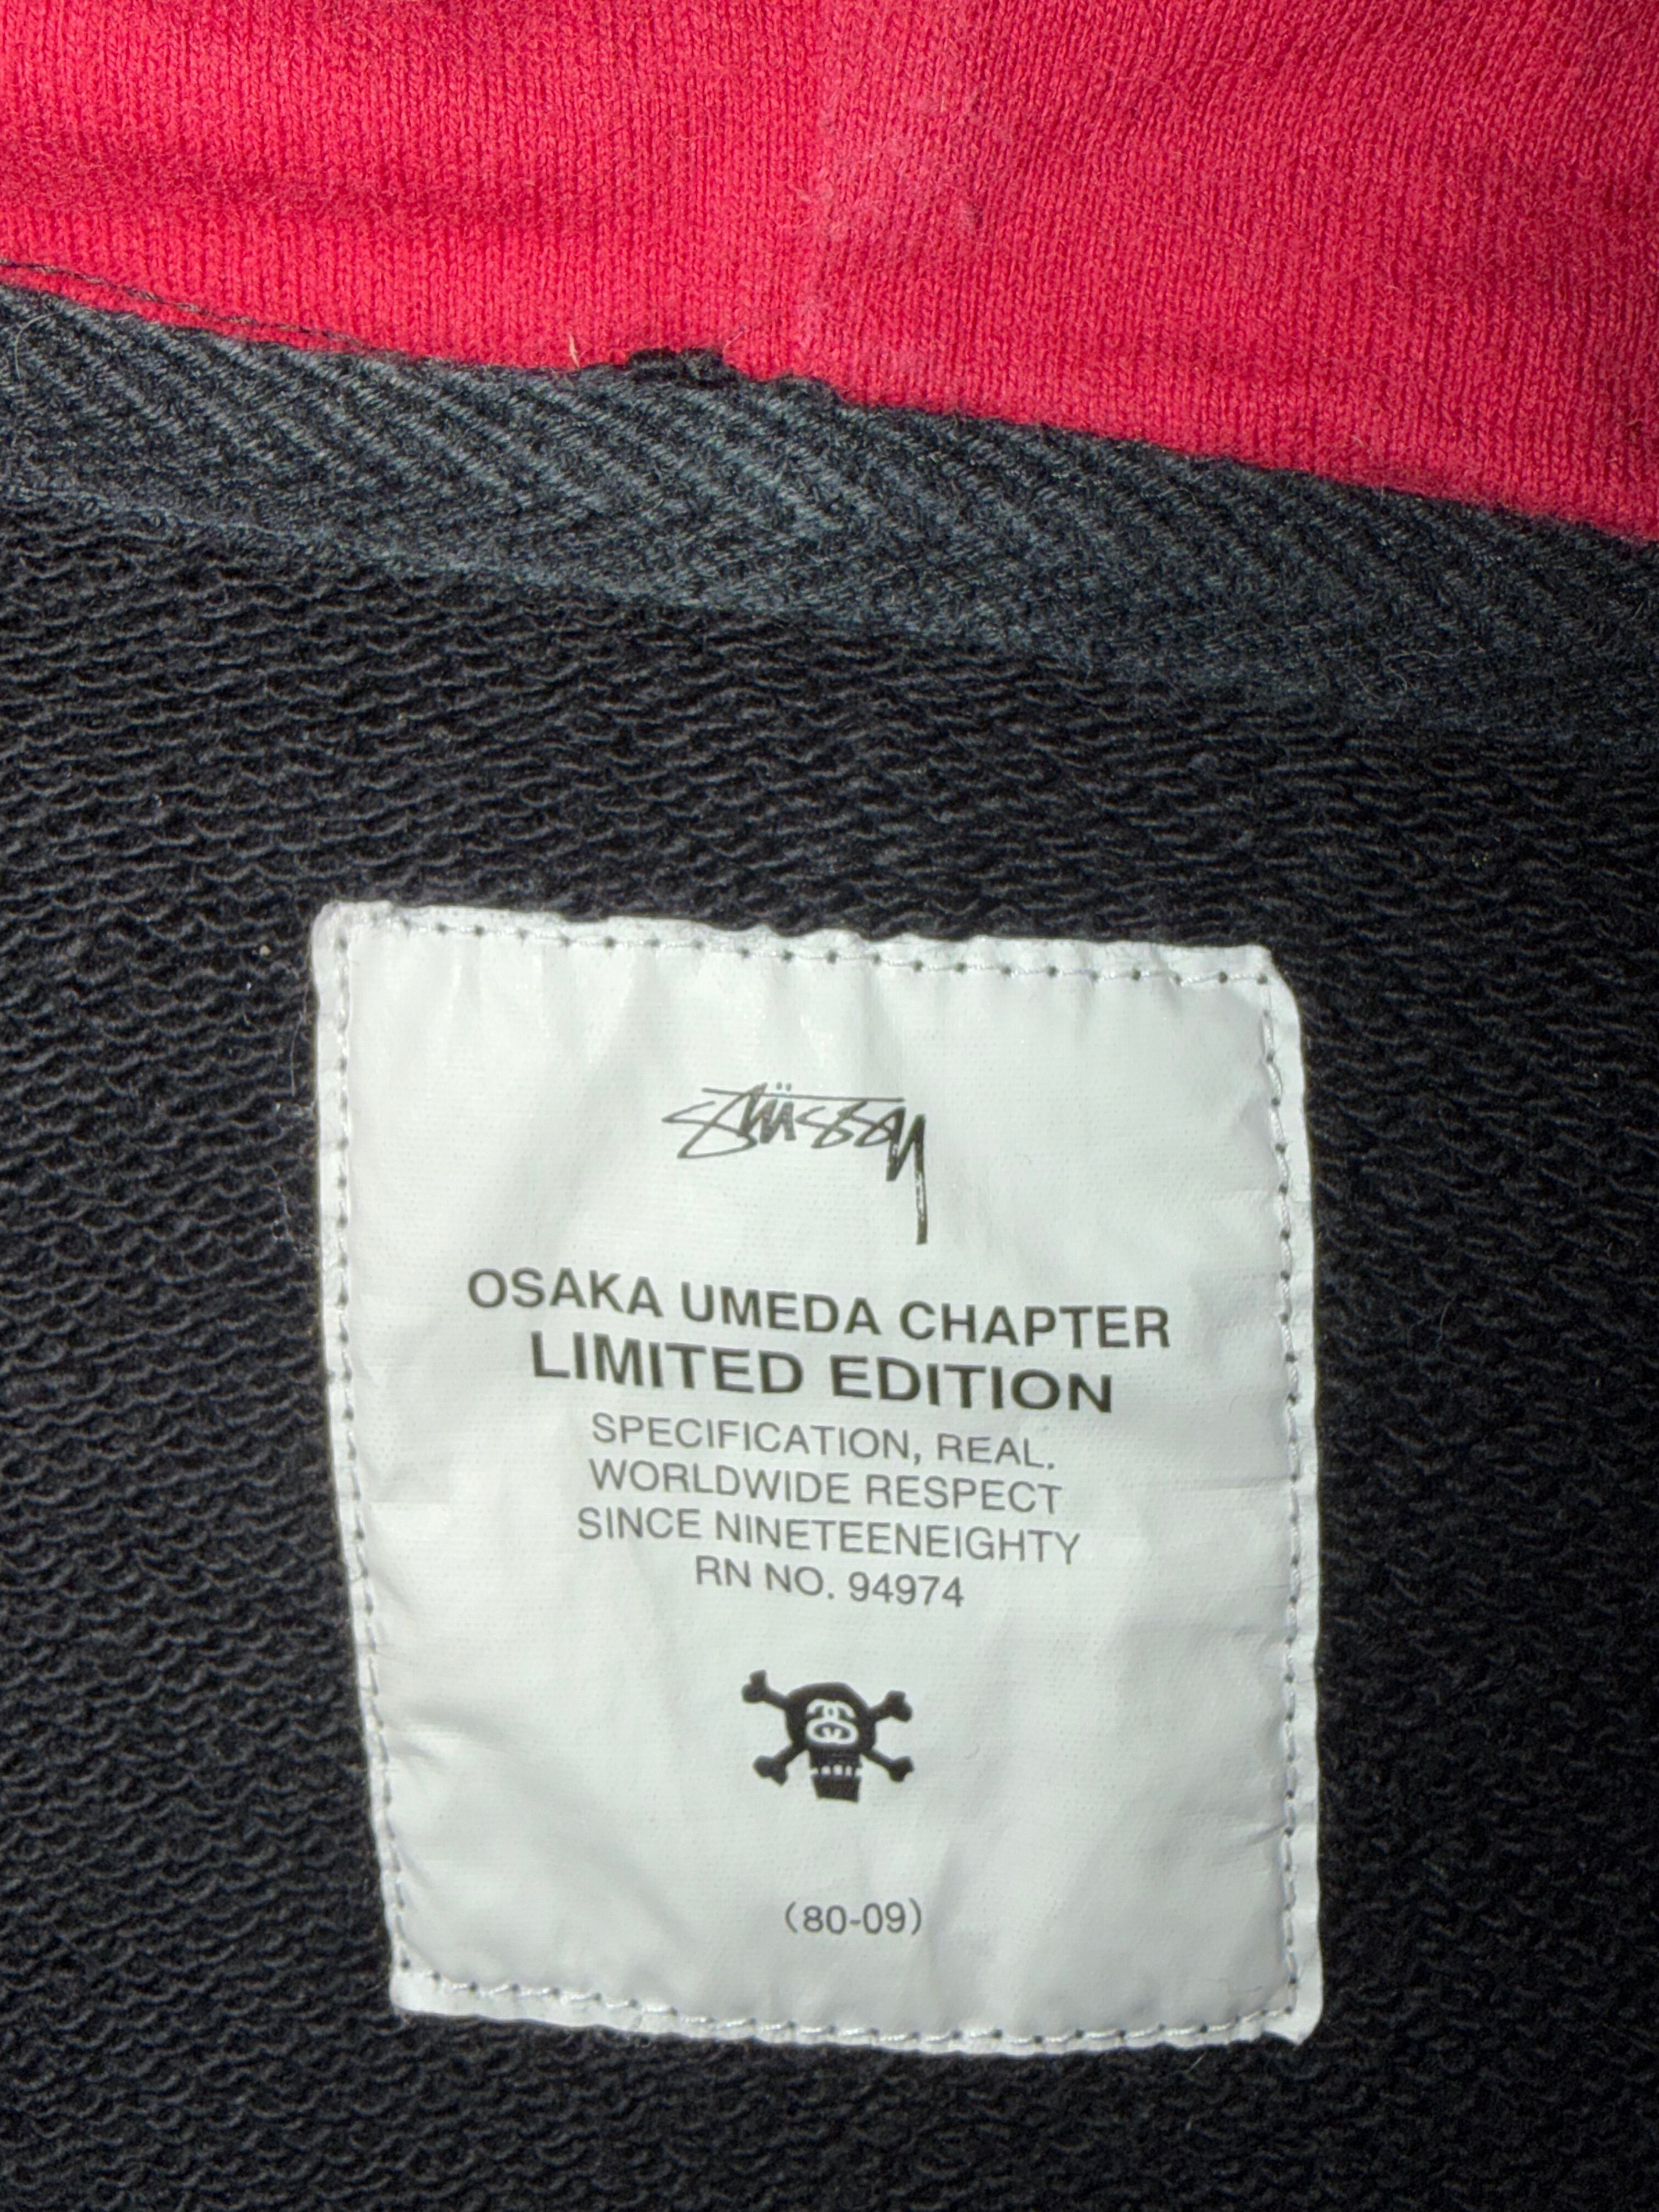 Stüssy
OSAKA UMEDA CHAPTER
LIMITED EDITION
SPECIFICATION, REAL.
WORLDWIDE RESPECT
SINCE NINETEENEIGHTY
RN NO. 94974
(80-09)